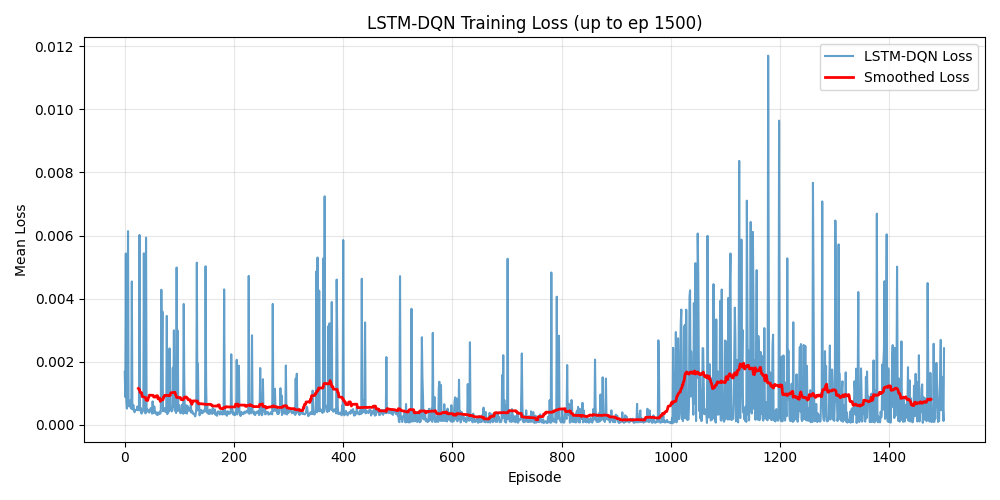 LSTM-DQN Training Loss (up to ep 1500)
LSTM-DQN Loss
Smoothed Loss
Mean Loss
0.012
0.010
0.008
0.006
0.004
0.002
0.000
0 200 400 600 800 1000 1200 1400
Episode